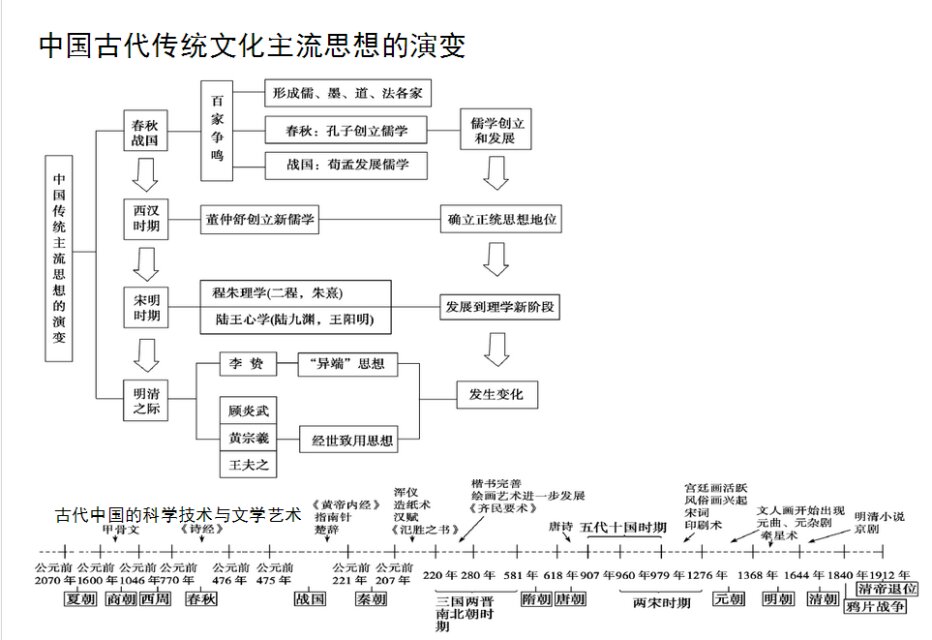 中国古代传统文化主流思想的演变
中国传统主流思想的演变
春秋
战国
百家争鸣
形成儒、墨、道、法各家
春秋：孔子创立儒学
战国：荀孟发展儒学
儒学创立
和发展
西汉
时期
董仲舒创立新儒学
确立正统思想地位
宋明
时期
程朱理学(二程，朱熹)
陆王心学(陆九渊，王阳明)
发展到理学新阶段
明清
之际
李贽
“异端”思想
顾炎武
黄宗羲
王夫之
经世致用思想
发生变化
古代中国的科学技术与文学艺术
甲骨文
《诗经》
《黄帝内经》
指南针
楚辞
浑仪
造纸术
汉赋
《氾胜之书》
楷书完善
绘画艺术进一步发展
《齐民要术》
唐诗
五代十国时期
宫廷画活跃
风俗画兴起
宋词
印刷术
文人画开始出现
元曲、元杂剧
牵星术
明清小说
京剧
公元前
2070年
1600年
公元前
1046年
770年
公元前
476年
公元前
475年
公元前
221年
公元前
207年
220年
280年
581年
618年
907年
960年
979年
1276年
1368年
1644年
1840年
1912年
夏朝
商朝
西周
春秋
战国
秦朝
三国两晋
南北朝时
期
隋朝
唐朝
两宋时期
元朝
明朝
清朝
清帝退位
鸦片战争